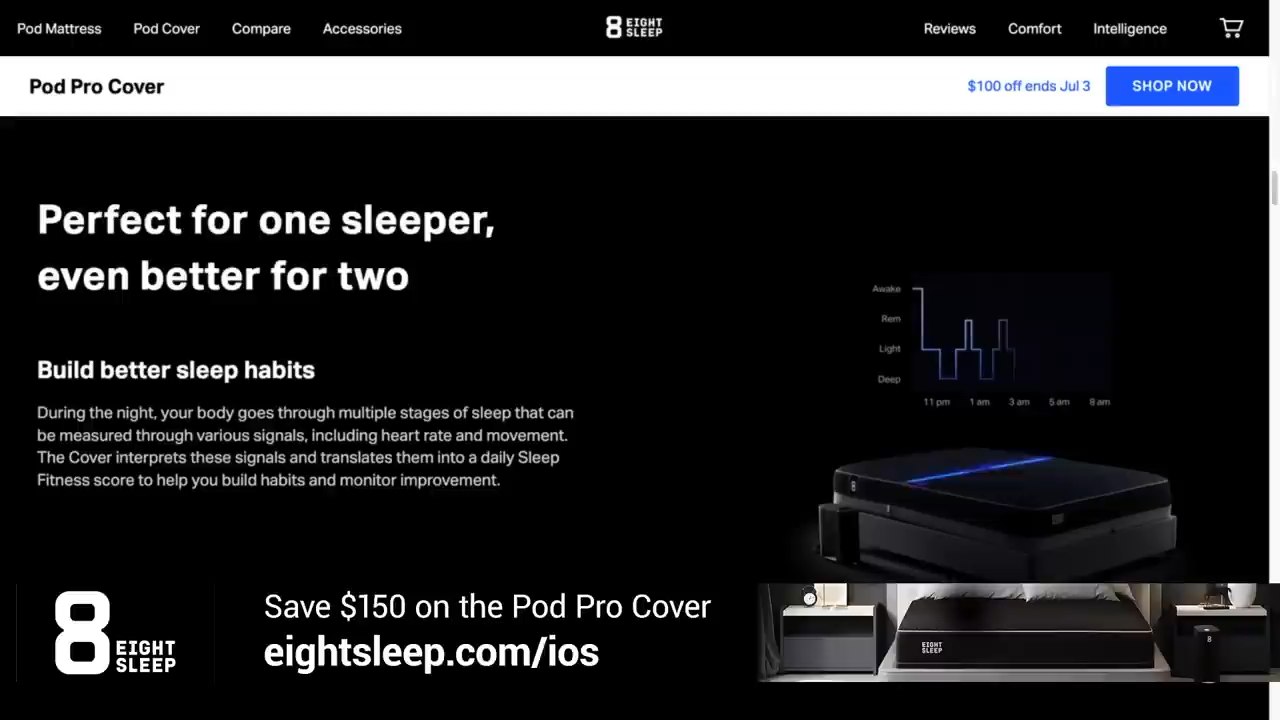 Pod Mattress
Pod Cover
Compare
Accessories
8 EIGHT
SLEEP
Reviews
Comfort
Intelligence
Pod Pro Cover
$100 off ends Jul 3
SHOP NOW
Perfect for one sleeper,
even better for two
Build better sleep habits
During the night, your body goes through multiple stages of sleep that can
be measured through various signals, including heart rate and movement.
The Cover interprets these signals and translates them into a daily Sleep
Fitness score to help you build habits and monitor improvement.
Awake
Rem
Light
Deep
11 pm 1 am 3 am 5 am 8 am
8
8 EIGHT
SLEEP
Save $150 on the Pod Pro Cover
eightsleep.com/ios
EIGHT
SLEEP
8